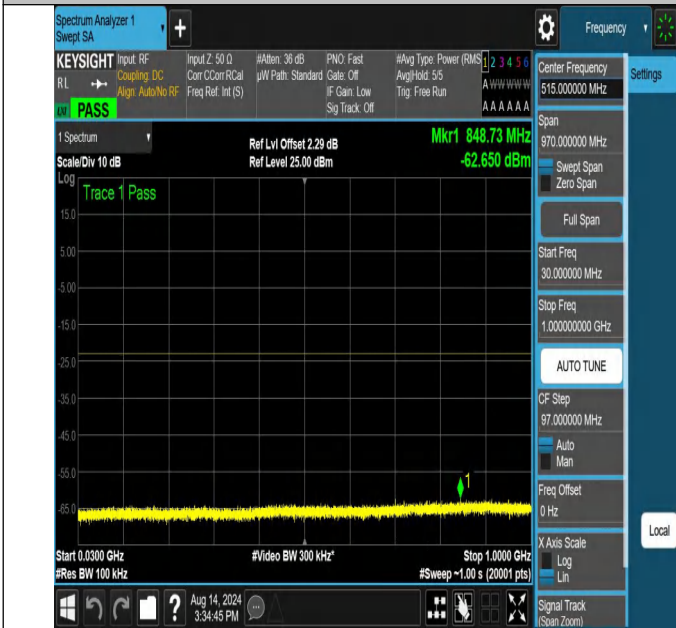 Spectrum Analyzer 1
Swept SA
+
Frequency
KEYSIGHT
RL
PASS
Input: RF
Coupling: DC
Align: Auto/No RF
Input Z: 50 Ω
Corr CCorr RCal
Freq Ref: Int (S)
#Atten: 36 dB
µW Path: Standard
PNO: Fast
Gate: Off
IF Gain: Low
Sig Track: Off
#Avg Type: Power (RMS
Avg|Hold: 5/5
Trig: Free Run
1 2 3 4 5 6
A W W W W W
A A A A A A
1 Spectrum
Scale/Div 10 dB
Ref Lvl Offset 2.29 dB
Ref Level 25.00 dBm
Mkr1 848.73 MHz
-62.650 dBm
Log
Trace 1 Pass
15.0
5.00
-5.00
-15.0
-25.0
-35.0
-45.0
-55.0
-65.0
1
Start 0.0300 GHz
#Res BW 100 kHz
#Video BW 300 kHz*
Stop 1.0000 GHz
#Sweep ~1.00 s (20001 pts)
Aug 14, 2024
3:34:45 PM
Center Frequency
515.000000 MHz
Settings
Span
970.000000 MHz
Swept Span
Zero Span
Full Span
Start Freq
30.000000 MHz
Stop Freq
1.000000000 GHz
AUTO TUNE
CF Step
97.000000 MHz
Auto
Man
Freq Offset
0 Hz
Local
X Axis Scale
Log
Lin
Signal Track
(Span Zoom)